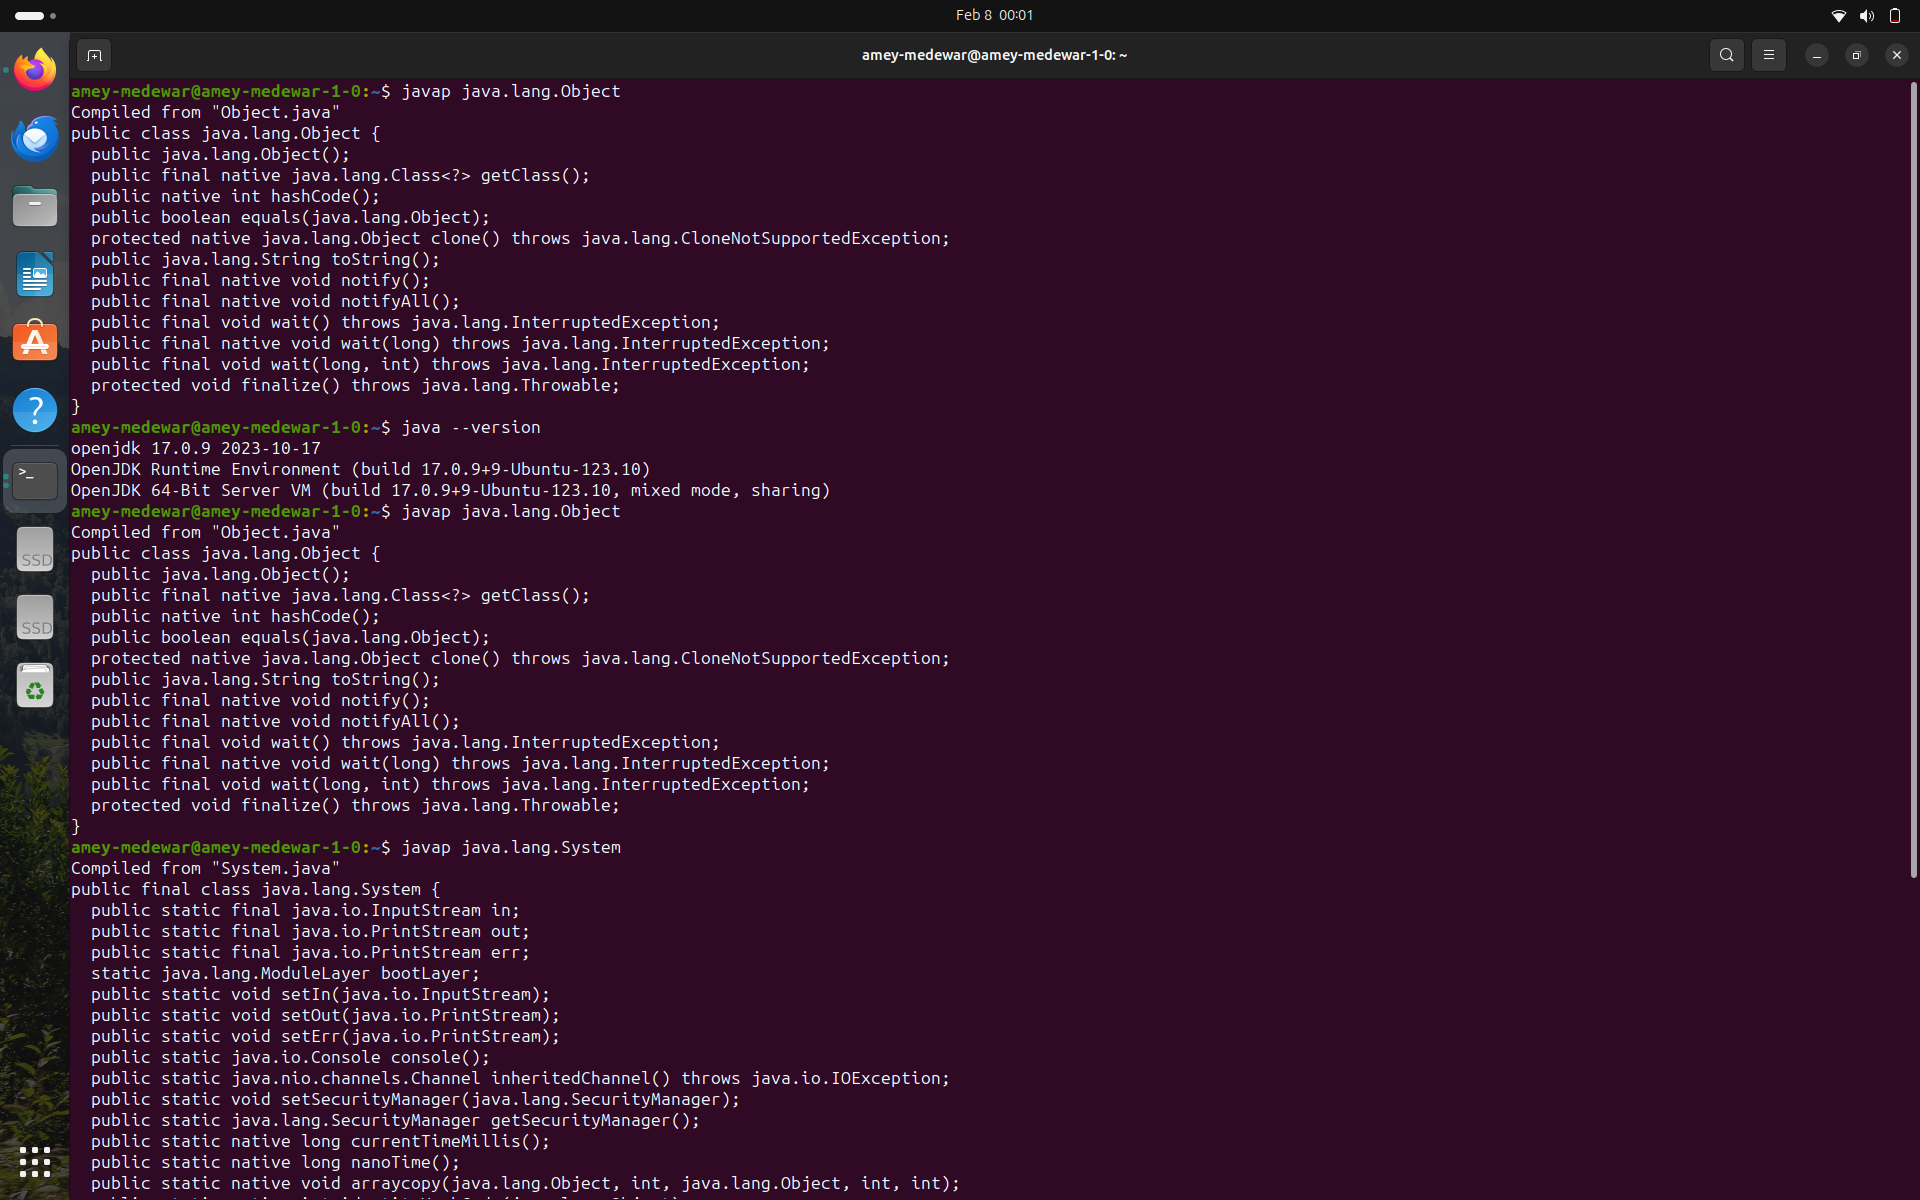 Feb 8 00:01
amey-medewar@amey-medewar-1-0: ~
amey-medewar@amey-medewar-1-0:~$ javap java.lang.Object
Compiled from "Object.java"
public class java.lang.Object {
  public java.lang.Object();
  public final native java.lang.Class<?> getClass();
  public native int hashCode();
  public boolean equals(java.lang.Object);
  protected native java.lang.Object clone() throws java.lang.CloneNotSupportedException;
  public java.lang.String toString();
  public final native void notify();
  public final native void notifyAll();
  public final void wait() throws java.lang.InterruptedException;
  public final native void wait(long) throws java.lang.InterruptedException;
  public final void wait(long, int) throws java.lang.InterruptedException;
  protected void finalize() throws java.lang.Throwable;
}
amey-medewar@amey-medewar-1-0:~$ java --version
openjdk 17.0.9 2023-10-17
OpenJDK Runtime Environment (build 17.0.9+9-Ubuntu-123.10)
OpenJDK 64-Bit Server VM (build 17.0.9+9-Ubuntu-123.10, mixed mode, sharing)
amey-medewar@amey-medewar-1-0:~$ javap java.lang.Object
Compiled from "Object.java"
public class java.lang.Object {
  public java.lang.Object();
  public final native java.lang.Class<?> getClass();
  public native int hashCode();
  public boolean equals(java.lang.Object);
  protected native java.lang.Object clone() throws java.lang.CloneNotSupportedException;
  public java.lang.String toString();
  public final native void notify();
  public final native void notifyAll();
  public final void wait() throws java.lang.InterruptedException;
  public final native void wait(long) throws java.lang.InterruptedException;
  public final void wait(long, int) throws java.lang.InterruptedException;
  protected void finalize() throws java.lang.Throwable;
}
amey-medewar@amey-medewar-1-0:~$ javap java.lang.System
Compiled from "System.java"
public final class java.lang.System {
  public static final java.io.InputStream in;
  public static final java.io.PrintStream out;
  public static final java.io.PrintStream err;
  static java.lang.ModuleLayer bootLayer;
  public static void setIn(java.io.InputStream);
  public static void setOut(java.io.PrintStream);
  public static void setErr(java.io.PrintStream);
  public static java.io.Console console();
  public static java.nio.channels.Channel inheritedChannel() throws java.io.IOException;
  public static void setSecurityManager(java.lang.SecurityManager);
  public static java.lang.SecurityManager getSecurityManager();
  public static native long currentTimeMillis();
  public static native long nanoTime();
  public static native void arraycopy(java.lang.Object, int, java.lang.Object, int, int);
SSD
SSD